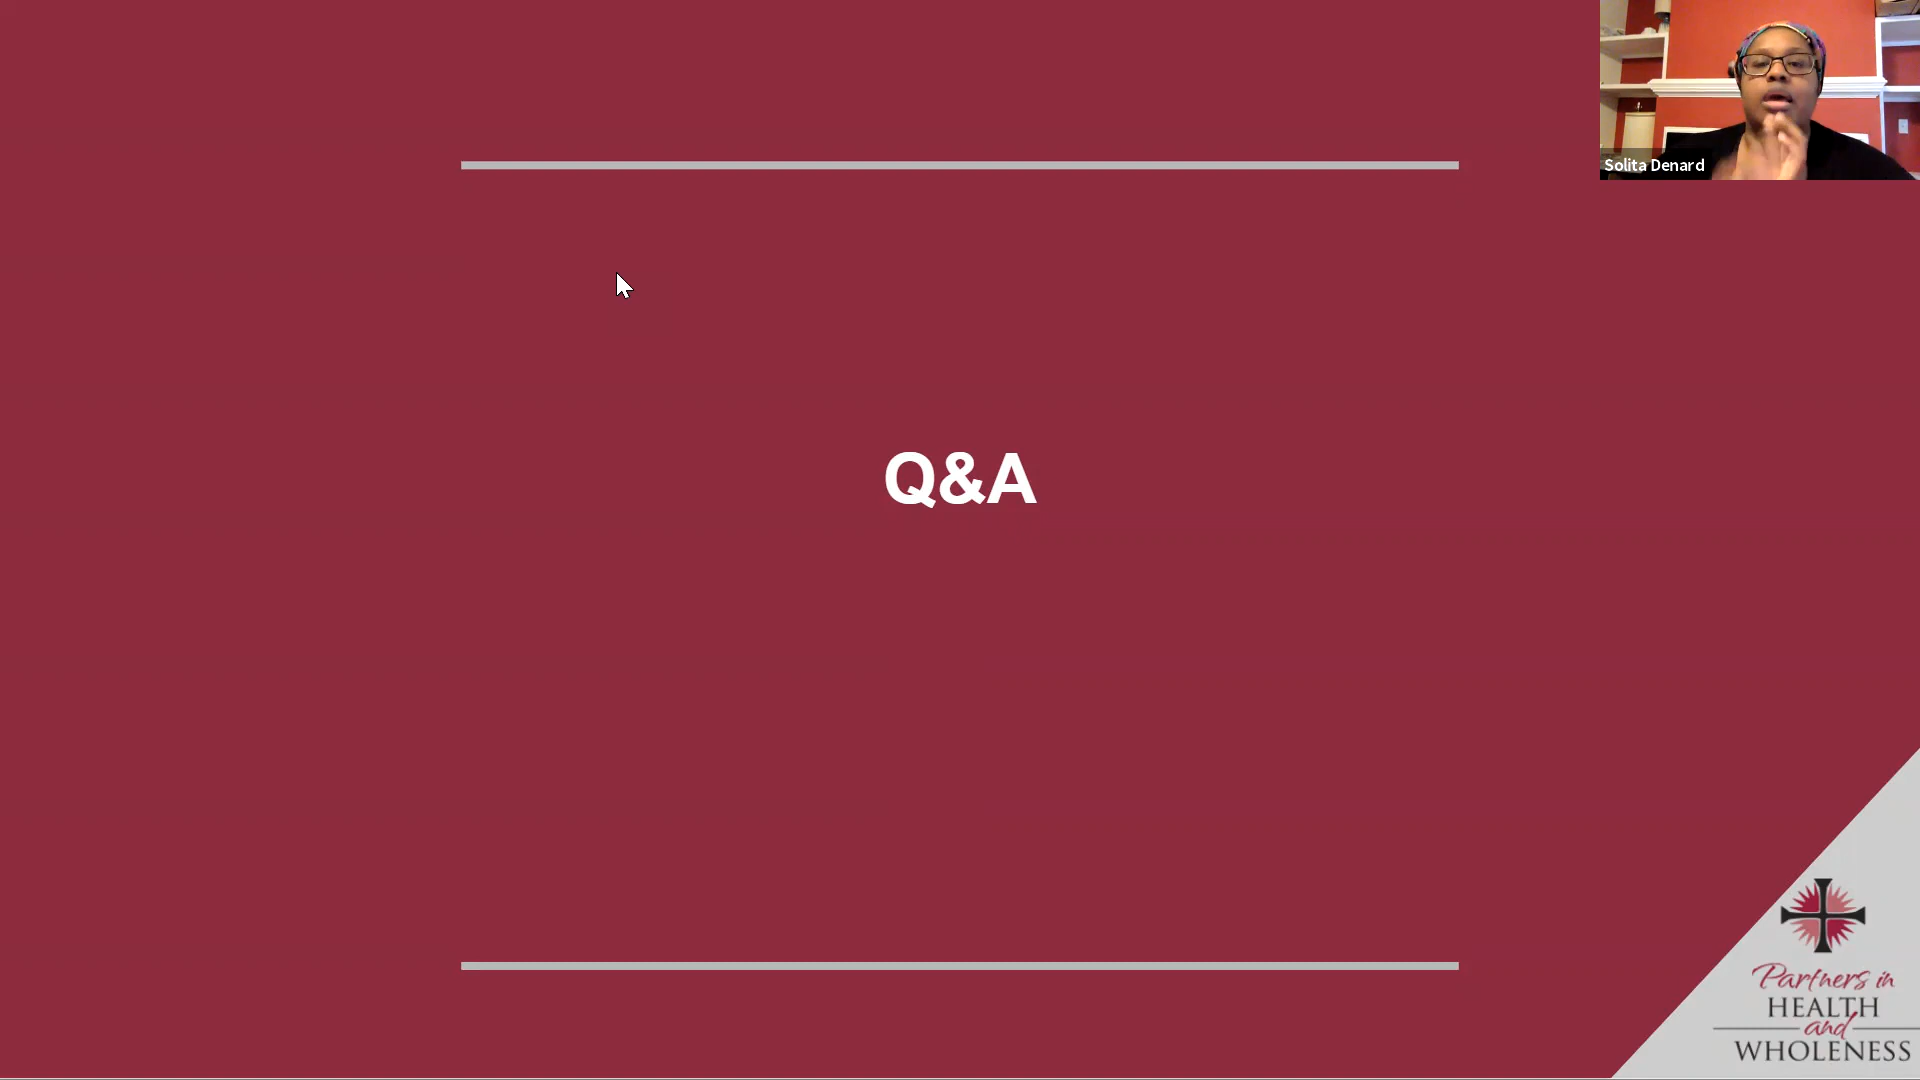 Solita Denard
Q&A
Partners in
HEALTH
and
WHOLENESS